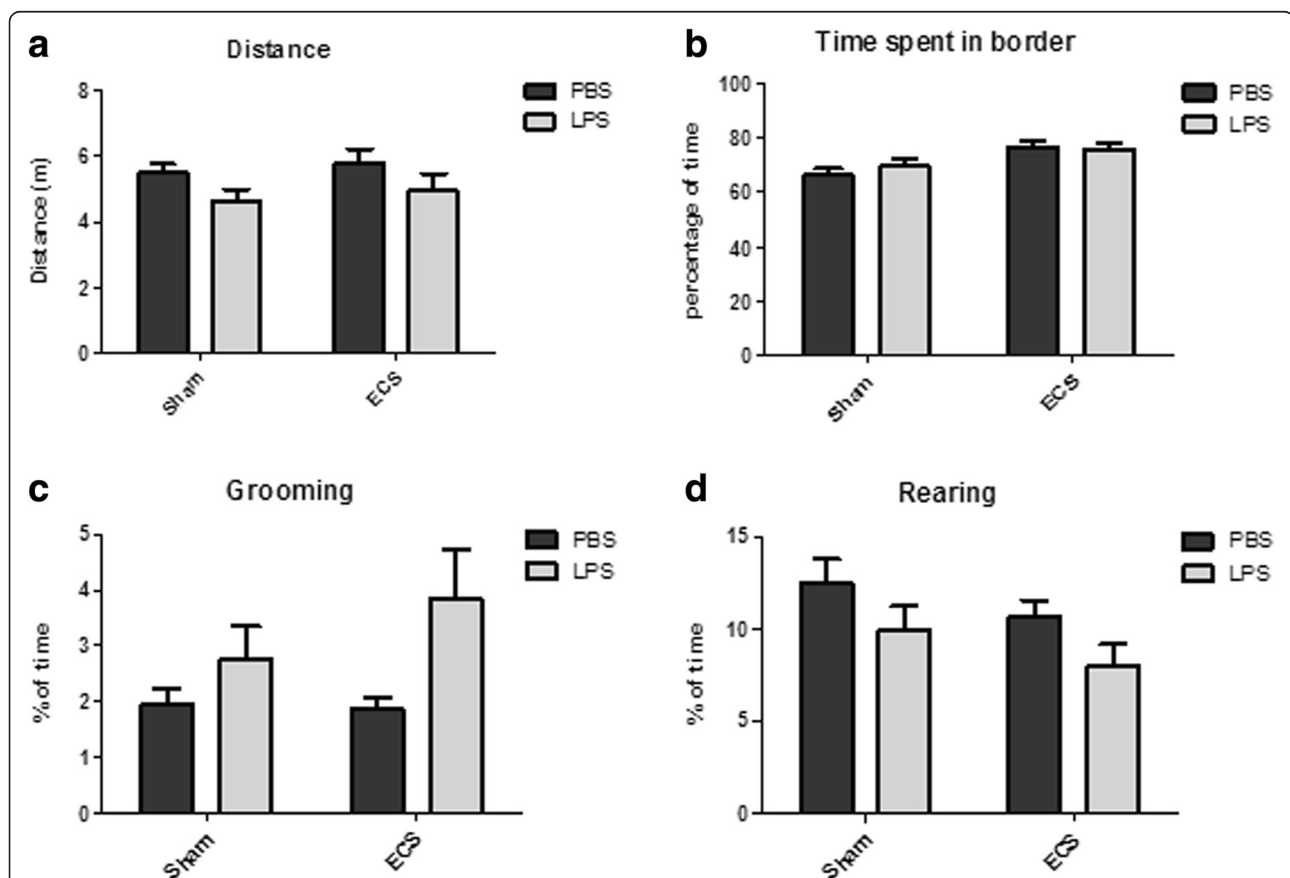 a
Distance
8
6
4
2
0
Distance (m)
Sham
ECS
PBS
LPS
b
Time spent in border
100
80
60
40
20
0
percentage of time
Sham
ECS
PBS
LPS
c
Grooming
5
4
3
2
1
0
% of time
Sham
ECS
PBS
LPS
d
Rearing
15
10
5
0
% of time
Sham
ECS
PBS
LPS